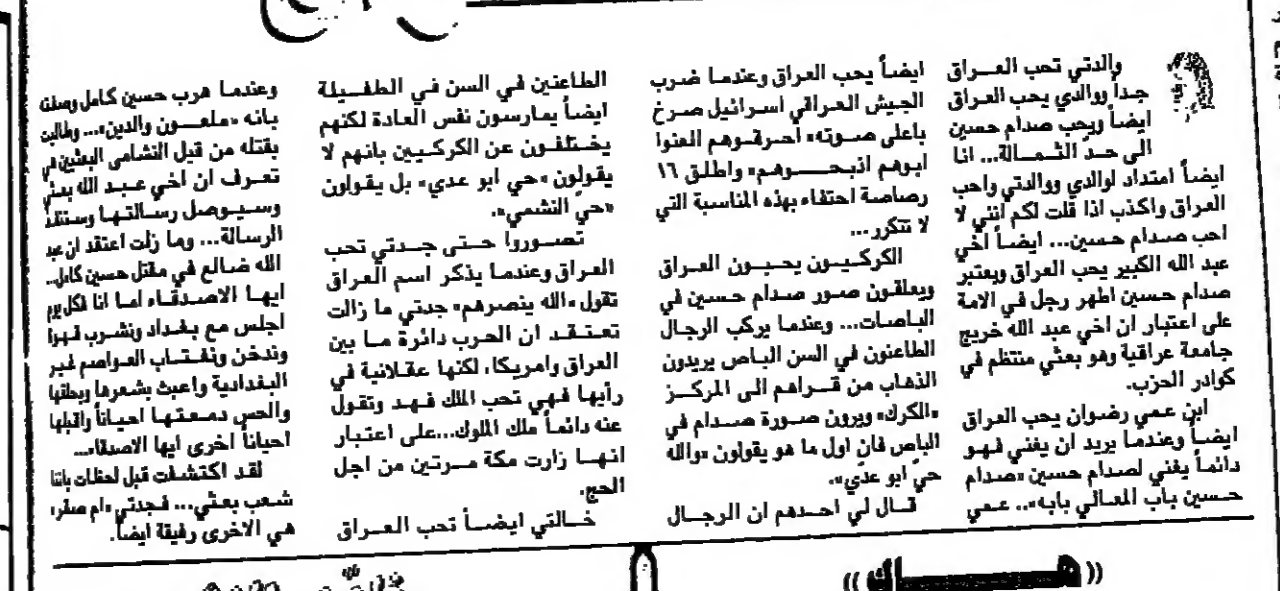 والدتي تحب العراق
جداً ووالدي يحب العراق
ايضاً ويحب صدام حسين
الى حدّ الثمالة... انا
ايضاً امتداد لوالدي ووالدتي واحب
العراق واكذب اذا قلت لكم انني لا
احب صدام حسين... ايضاً اخي
عبد الله الكبير يحب العراق ويعتبر
صدام حسين اطهر رجل في الامة
على اعتبار ان اخي عبد الله خريج
جامعة عراقية وهو بعثي منتظم في
كوادر الحزب.
ابن عمي رضوان يحب العراق
ايضاً وعندما يريد ان يغني فهو
دائماً يغني لصدام حسين «صدام
حسين باب المعالي بابه».. عمي
ايضاً يحب العراق وعندما ضرب
الجيش العراقي اسرائيل صرخ
باعلى صوته» احرقوهم العنوا
ابوهم اذبحوهم» واطلق ١٦
رصاصة احتفاء بهذه المناسبة التي
لا تتكرر...
الكركيون يحبون العراق
ويعلقون صور صدام حسين في
الباصات... وعندما يركب الرجال
الطاعنون في السن الباص يريدون
الذهاب من قراهم الى المركز
«الكرك» ويرون صورة صدام في
الباص فان اول ما هو يقولون «والله
حيّ ابو عديّ».
قال لي احدهم ان الرجال
الطاعنين في السن في الطفيلة
ايضاً يمارسون نفس العادة لكنهم
يختلفون عن الكركيين بانهم لا
يقولون «حي ابو عدي» بل يقولون
«حيّ النشمي».
تصوروا حتى جدتي تحب
العراق وعندما يذكر اسم العراق
تقول «الله ينصرهم» جدتي ما زالت
تعتقد ان الحرب دائرة ما بين
العراق وامريكا، لكنها عقلانية في
رأيها فهي تحب الملك فهد وتقول
عنه دائماً ملك الملوك...على اعتبار
انها زارت مكة مرتين من اجل
الحج.
خالتي ايضاً تحب العراق
وعندما هرب حسين كامل وصفته
بانه «ملعون والدين»... وطالبت
بقتله من قبل النشامى البعثيين في
تعرف ان اخي عبد الله بعثي
وسيوصل رسالتها وستنفذ
الرسالة... وما زلت اعتقد ان عبد
الله ضالع في مقتل حسين كامل..
ايها الاصدقاء اما انا فكل يوم
اجلس مع بغداد ونشرب قهوة
وندخن ونغتاب العواصم غير
البغدادية واعبث بشعرها وبطنها
والحس دمعتها احياناً واقبلها
احياناً اخرى ايها الاصدقاء...
لقد اكتشفت قبل لحظات باننا
شعب بعثي... فجدتي «ام صقر»
هي الاخرى رفيقة ايضاً.
«هاك»